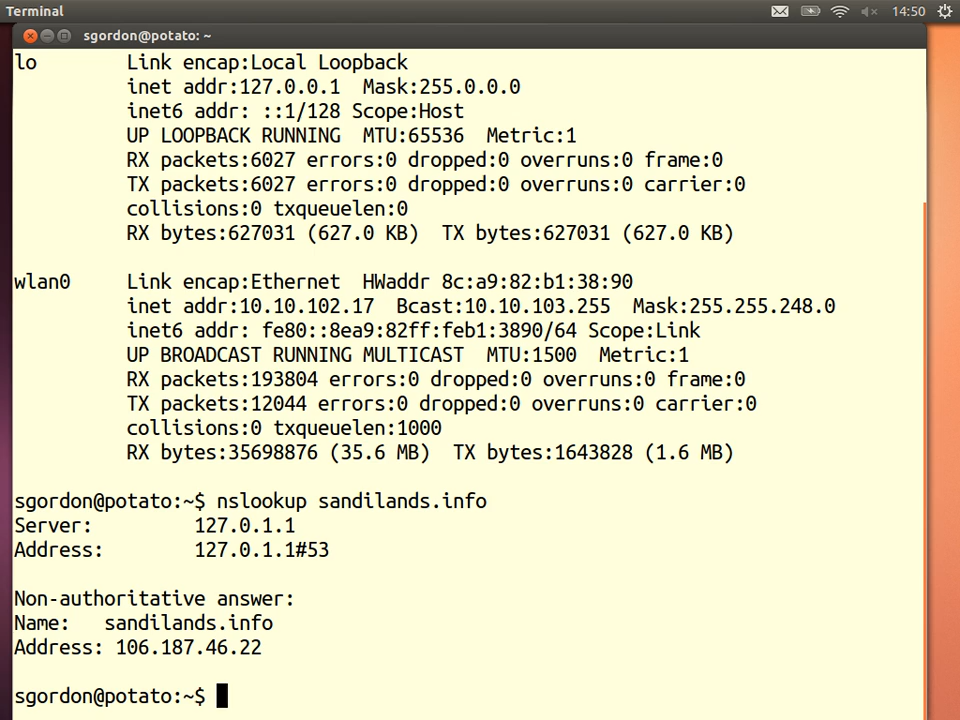 Terminal 14:50
sgordon@potato: ~
lo Link encap:Local Loopback
inet addr:127.0.0.1 Mask:255.0.0.0
inet6 addr: ::1/128 Scope:Host
UP LOOPBACK RUNNING MTU:65536 Metric:1
RX packets:6027 errors:0 dropped:0 overruns:0 frame:0
TX packets:6027 errors:0 dropped:0 overruns:0 carrier:0
collisions:0 txqueuelen:0
RX bytes:627031 (627.0 KB) TX bytes:627031 (627.0 KB)
wlan0 Link encap:Ethernet HWaddr 8c:a9:82:b1:38:90
inet addr:10.10.102.17 Bcast:10.10.103.255 Mask:255.255.248.0
inet6 addr: fe80::8ea9:82ff:feb1:3890/64 Scope:Link
UP BROADCAST RUNNING MULTICAST MTU:1500 Metric:1
RX packets:193804 errors:0 dropped:0 overruns:0 frame:0
TX packets:12044 errors:0 dropped:0 overruns:0 carrier:0
collisions:0 txqueuelen:1000
RX bytes:35698876 (35.6 MB) TX bytes:1643828 (1.6 MB)
sgordon@potato:~$ nslookup sandilands.info
Server: 127.0.1.1
Address: 127.0.1.1#53
Non-authoritative answer:
Name: sandilands.info
Address: 106.187.46.22
sgordon@potato:~$